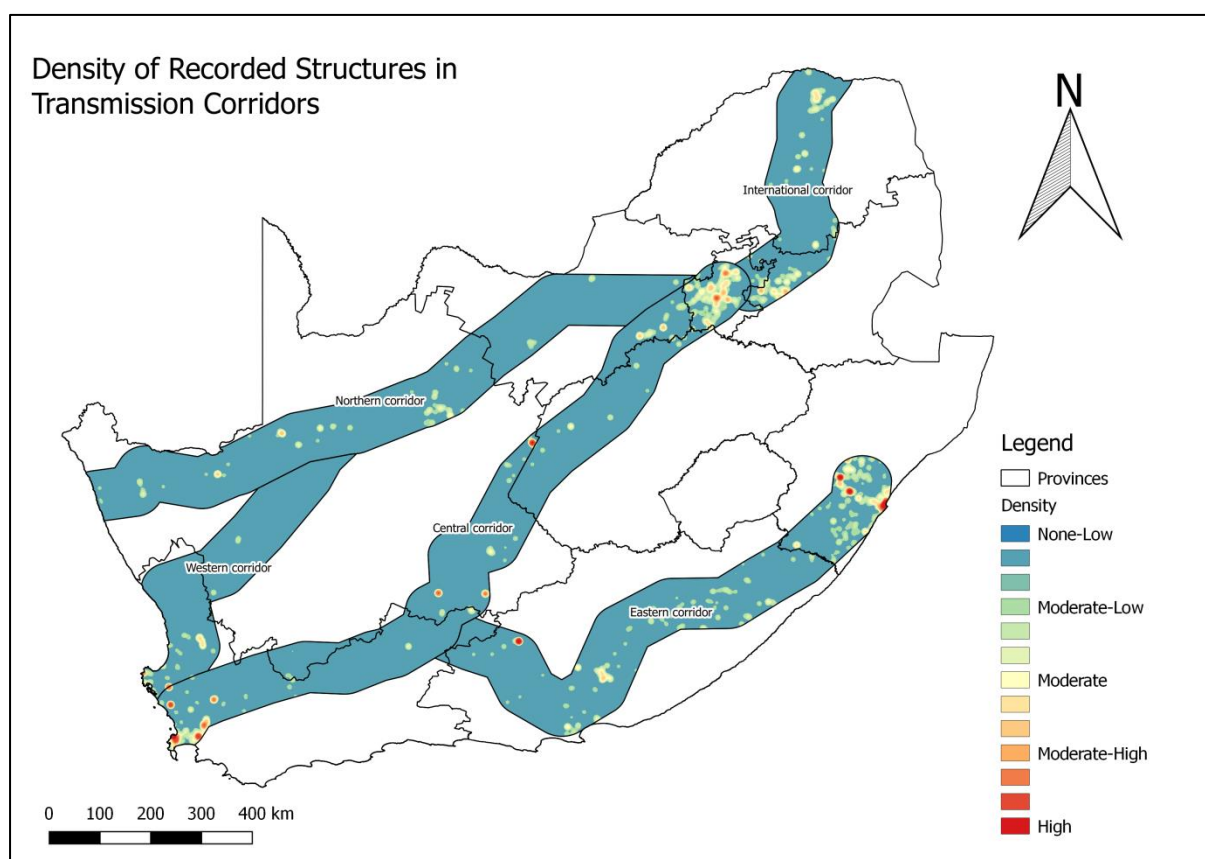 Density of Recorded Structures in
Transmission Corridors
N
International corridor
Northern corridor
Central corridor
Western corridor
Eastern corridor
Legend
Provinces
Density
None-Low
Moderate-Low
Moderate
Moderate-High
High
0 100 200 300 400 km